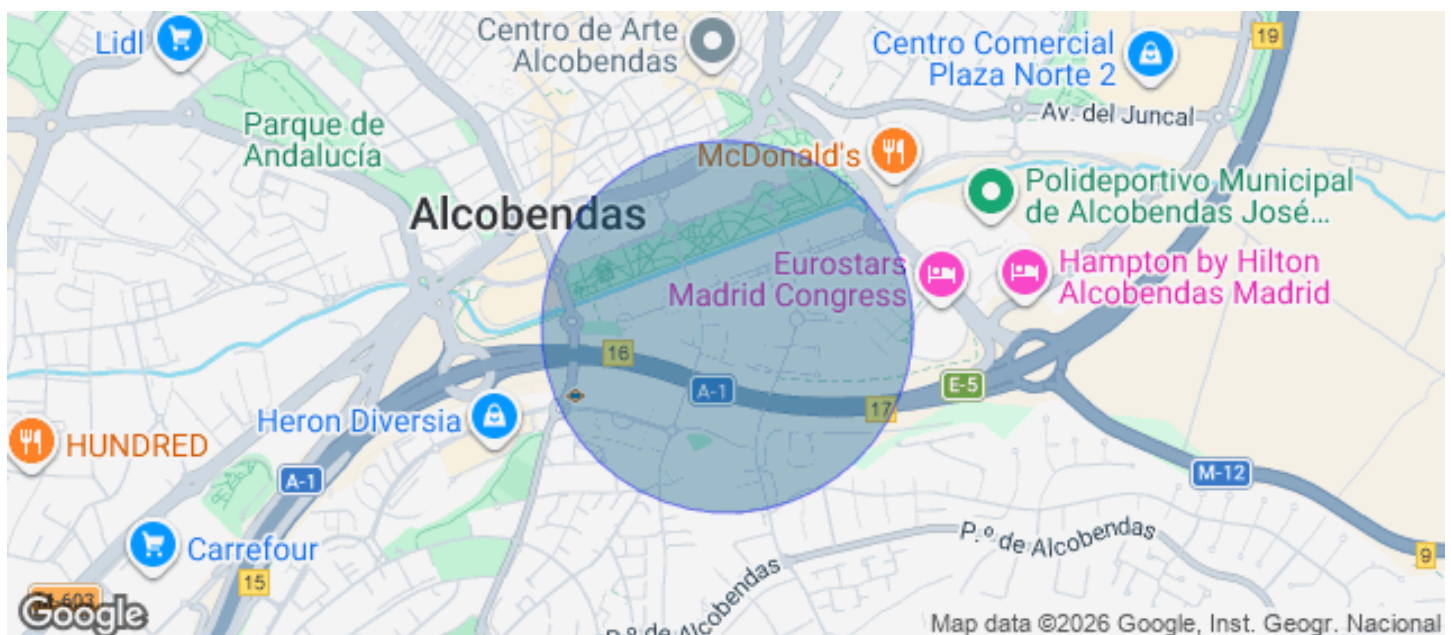 Lidl
Centro de Arte
Alcobendas
Centro Comercial
Plaza Norte 2
19
Av. del Juncal
Parque de
Andalucía
McDonald's
Alcobendas
Polideportivo Municipal
de Alcobendas José...
Eurostars
Madrid Congress
Hampton by Hilton
Alcobendas Madrid
16
A-1
E-5
17
Heron Diversia
HUNDRED
A-1
M-12
P.º de Alcobendas
Carrefour
15
9
P.º de Alcobendas
Google
Map data ©2026 Google, Inst. Geogr. Nacional